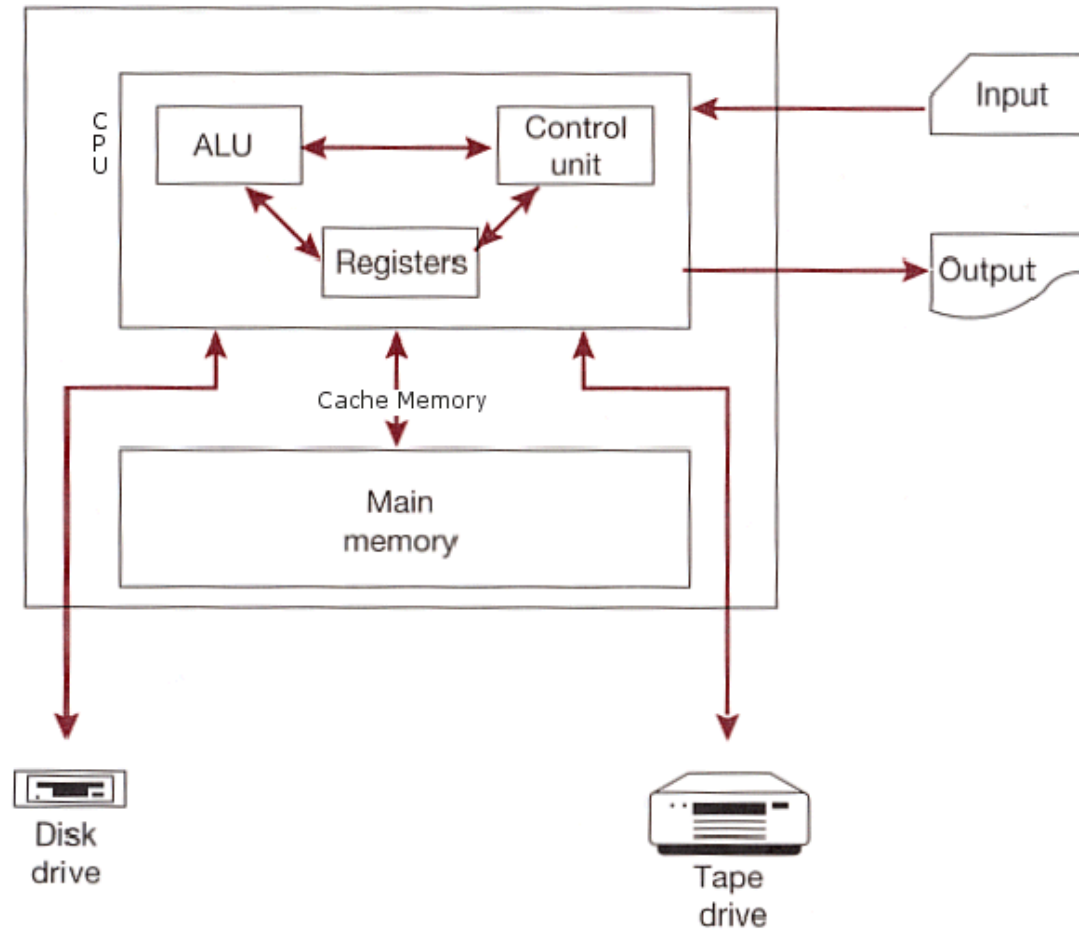 C
P
U
ALU
Control
unit
Registers
Input
Output
Cache Memory
Main
memory
Disk
drive
Tape
drive